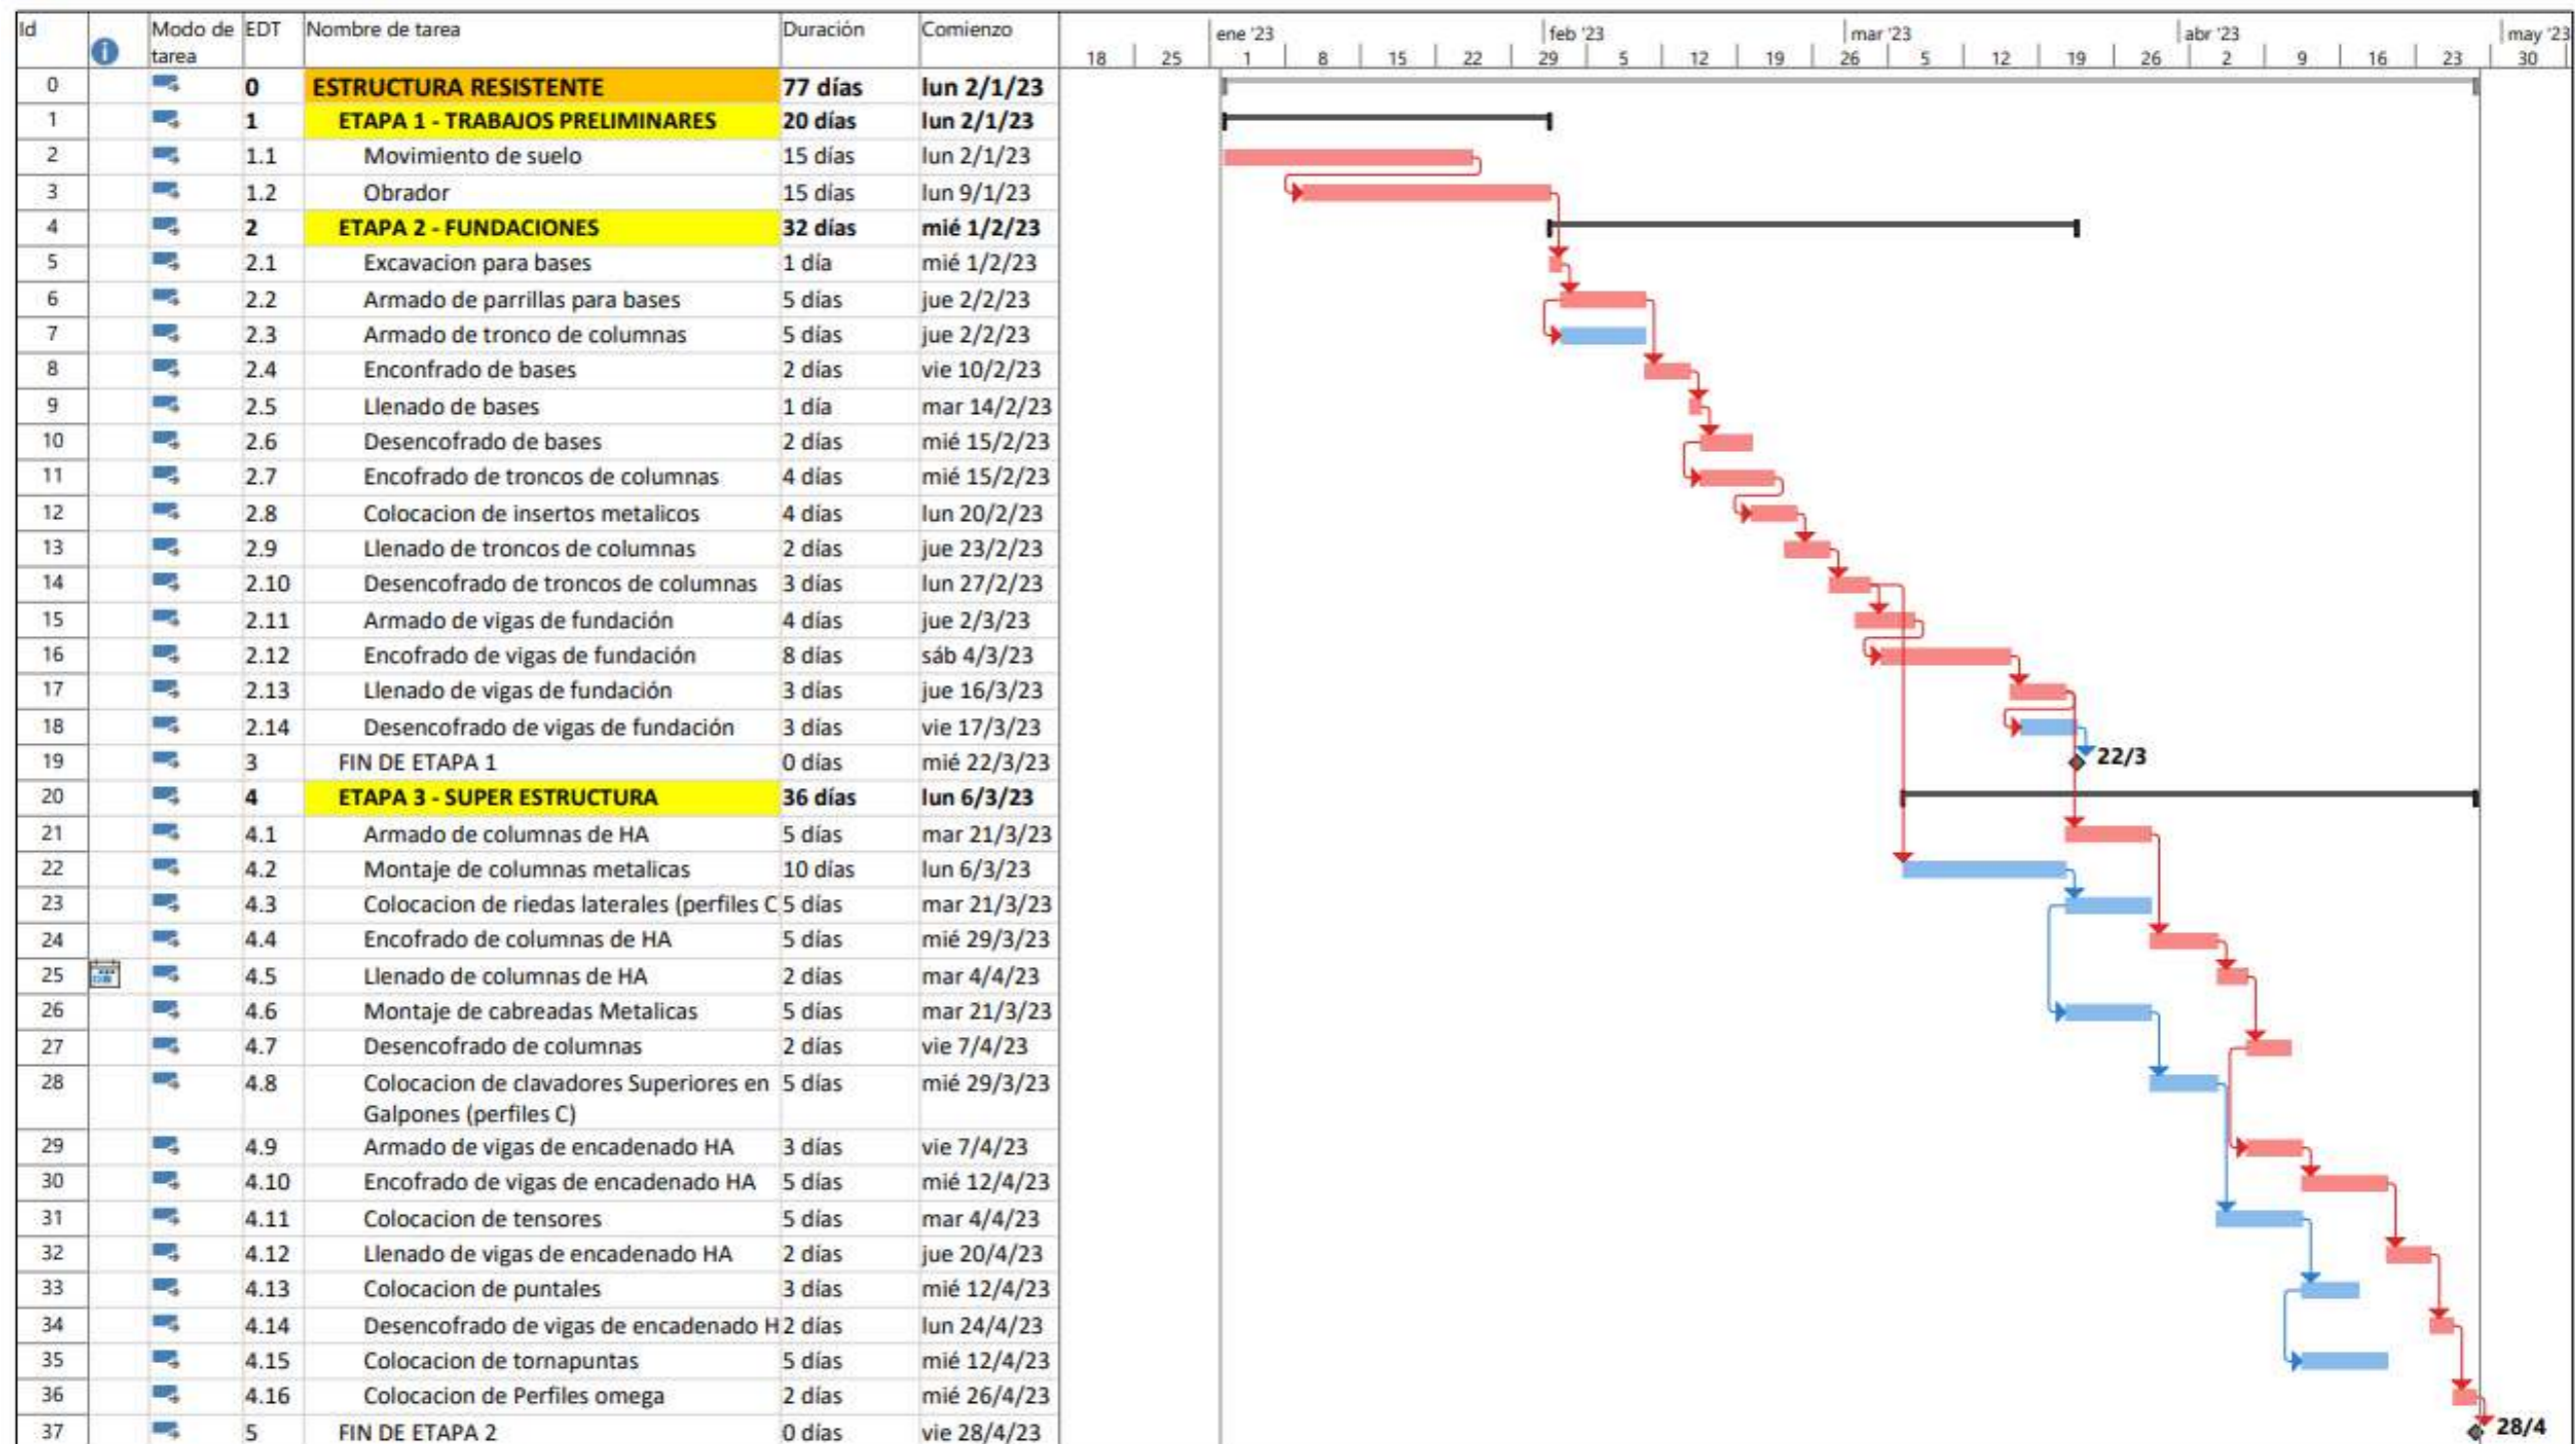 Id Modo de tarea EDT Nombre de tarea Duración Comienzo
ene '23 feb '23 mar '23 abr '23 may '23
18 25 1 8 15 22 29 5 12 19 26 5 12 19 26 2 9 16 23 30
0 0 ESTRUCTURA RESISTENTE 77 días lun 2/1/23
1 1 ETAPA 1 - TRABAJOS PRELIMINARES 20 días lun 2/1/23
2 1.1 Movimiento de suelo 15 días lun 2/1/23
3 1.2 Obrador 15 días lun 9/1/23
4 2 ETAPA 2 - FUNDACIONES 32 días mié 1/2/23
5 2.1 Excavacion para bases 1 día mié 1/2/23
6 2.2 Armado de parrillas para bases 5 días jue 2/2/23
7 2.3 Armado de tronco de columnas 5 días jue 2/2/23
8 2.4 Enconfrado de bases 2 días vie 10/2/23
9 2.5 Llenado de bases 1 día mar 14/2/23
10 2.6 Desencofrado de bases 2 días mié 15/2/23
11 2.7 Encofrado de troncos de columnas 4 días mié 15/2/23
12 2.8 Colocacion de insertos metalicos 4 días lun 20/2/23
13 2.9 Llenado de troncos de columnas 2 días jue 23/2/23
14 2.10 Desencofrado de troncos de columnas 3 días lun 27/2/23
15 2.11 Armado de vigas de fundación 4 días jue 2/3/23
16 2.12 Encofrado de vigas de fundación 8 días sáb 4/3/23
17 2.13 Llenado de vigas de fundación 3 días jue 16/3/23
18 2.14 Desencofrado de vigas de fundación 3 días vie 17/3/23
19 3 FIN DE ETAPA 1 0 días mié 22/3/23 22/3
20 4 ETAPA 3 - SUPER ESTRUCTURA 36 días lun 6/3/23
21 4.1 Armado de columnas de HA 5 días mar 21/3/23
22 4.2 Montaje de columnas metalicas 10 días lun 6/3/23
23 4.3 Colocacion de riedas laterales (perfiles C 5 días mar 21/3/23
24 4.4 Encofrado de columnas de HA 5 días mié 29/3/23
25 4.5 Llenado de columnas de HA 2 días mar 4/4/23
26 4.6 Montaje de cabreadas Metalicas 5 días mar 21/3/23
27 4.7 Desencofrado de columnas 2 días vie 7/4/23
28 4.8 Colocacion de clavadores Superiores en 5 días mié 29/3/23
Galpones (perfiles C)
29 4.9 Armado de vigas de encadenado HA 3 días vie 7/4/23
30 4.10 Encofrado de vigas de encadenado HA 5 días mié 12/4/23
31 4.11 Colocacion de tensores 5 días mar 4/4/23
32 4.12 Llenado de vigas de encadenado HA 2 días jue 20/4/23
33 4.13 Colocacion de puntales 3 días mié 12/4/23
34 4.14 Desencofrado de vigas de encadenado H 2 días lun 24/4/23
35 4.15 Colocacion de tornapuntas 5 días mié 12/4/23
36 4.16 Colocacion de Perfiles omega 2 días mié 26/4/23
37 5 FIN DE ETAPA 2 0 días vie 28/4/23 28/4